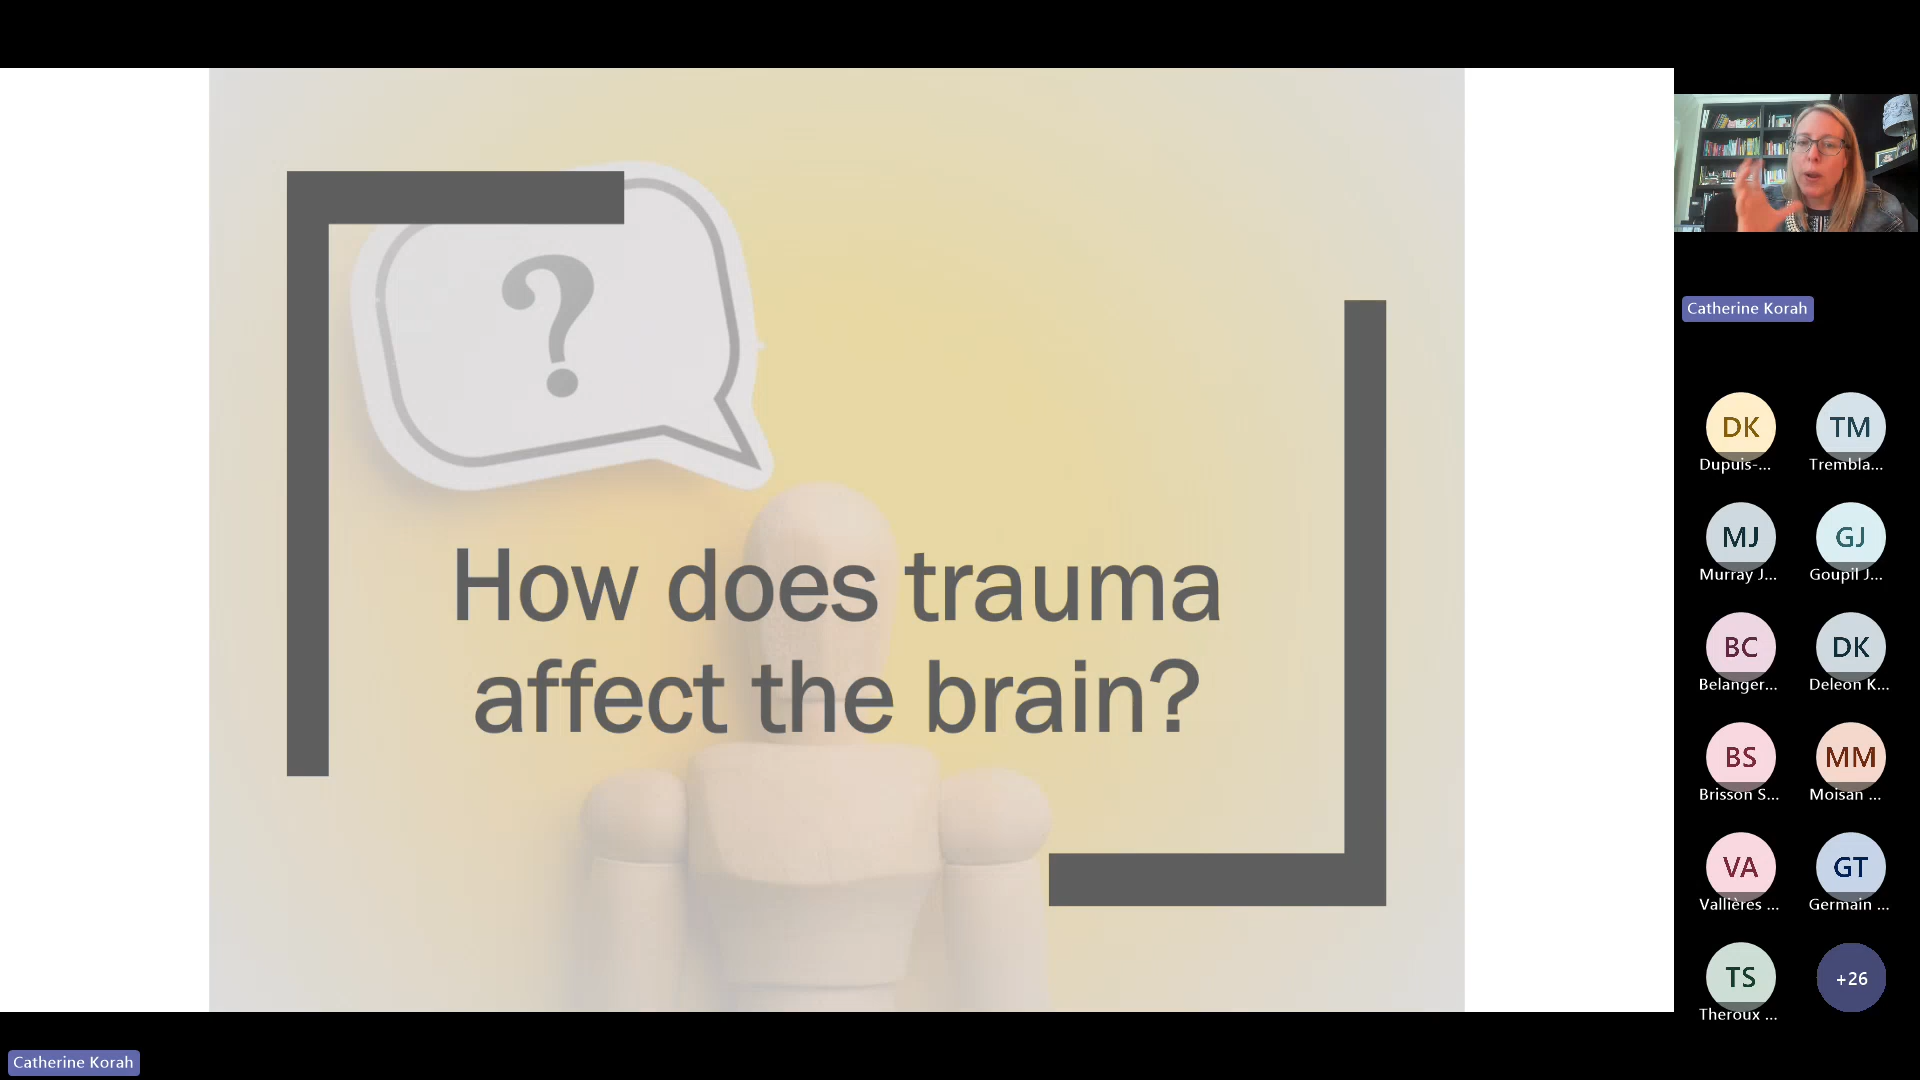 ?
How does trauma
affect the brain?
Catherine Korah
DK
TM
Dupuis-...
Trembla...
MJ
GJ
Murray J...
Goupil J...
BC
DK
Belanger...
Deleon K...
BS
MM
Brisson S...
Moisan ...
VA
GT
Vallières ...
Germain ...
TS
+26
Theroux ...
Catherine Korah